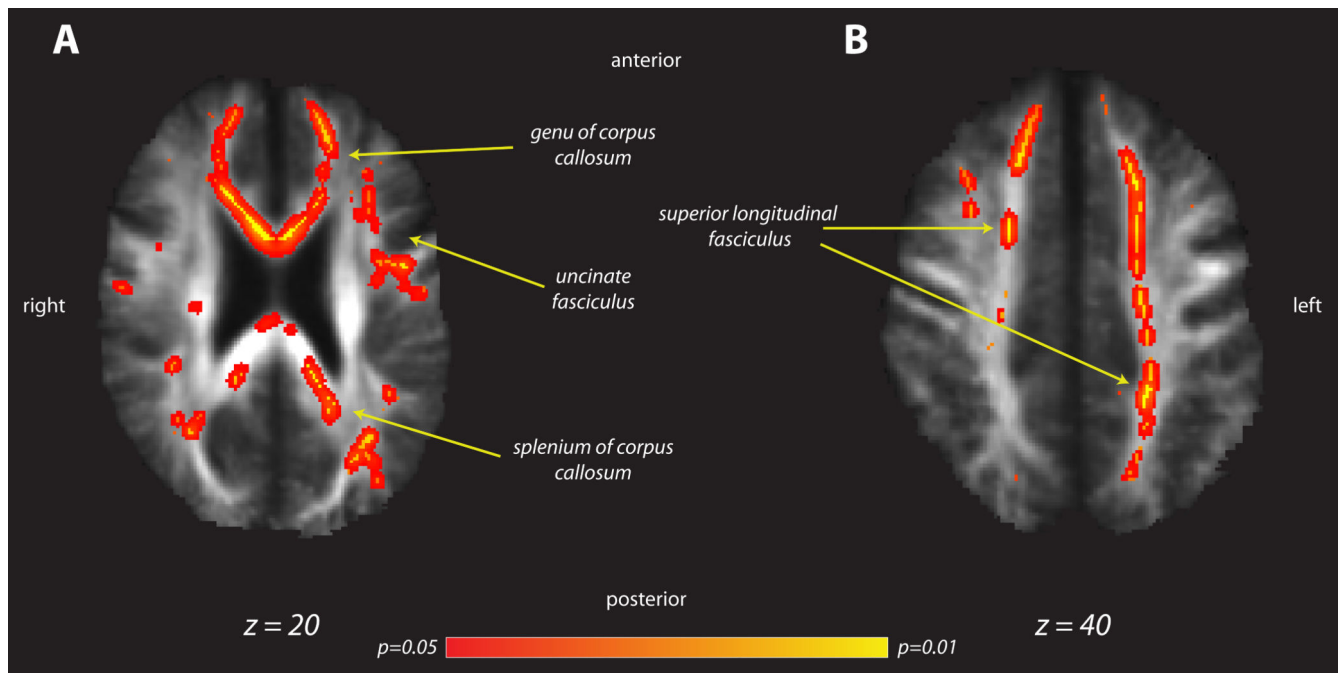 A
B
anterior
genu of corpus
callosum
superior longitudinal
fasciculus
uncinate
fasciculus
right
left
splenium of corpus
callosum
posterior
z = 20
z = 40
p=0.05
p=0.01